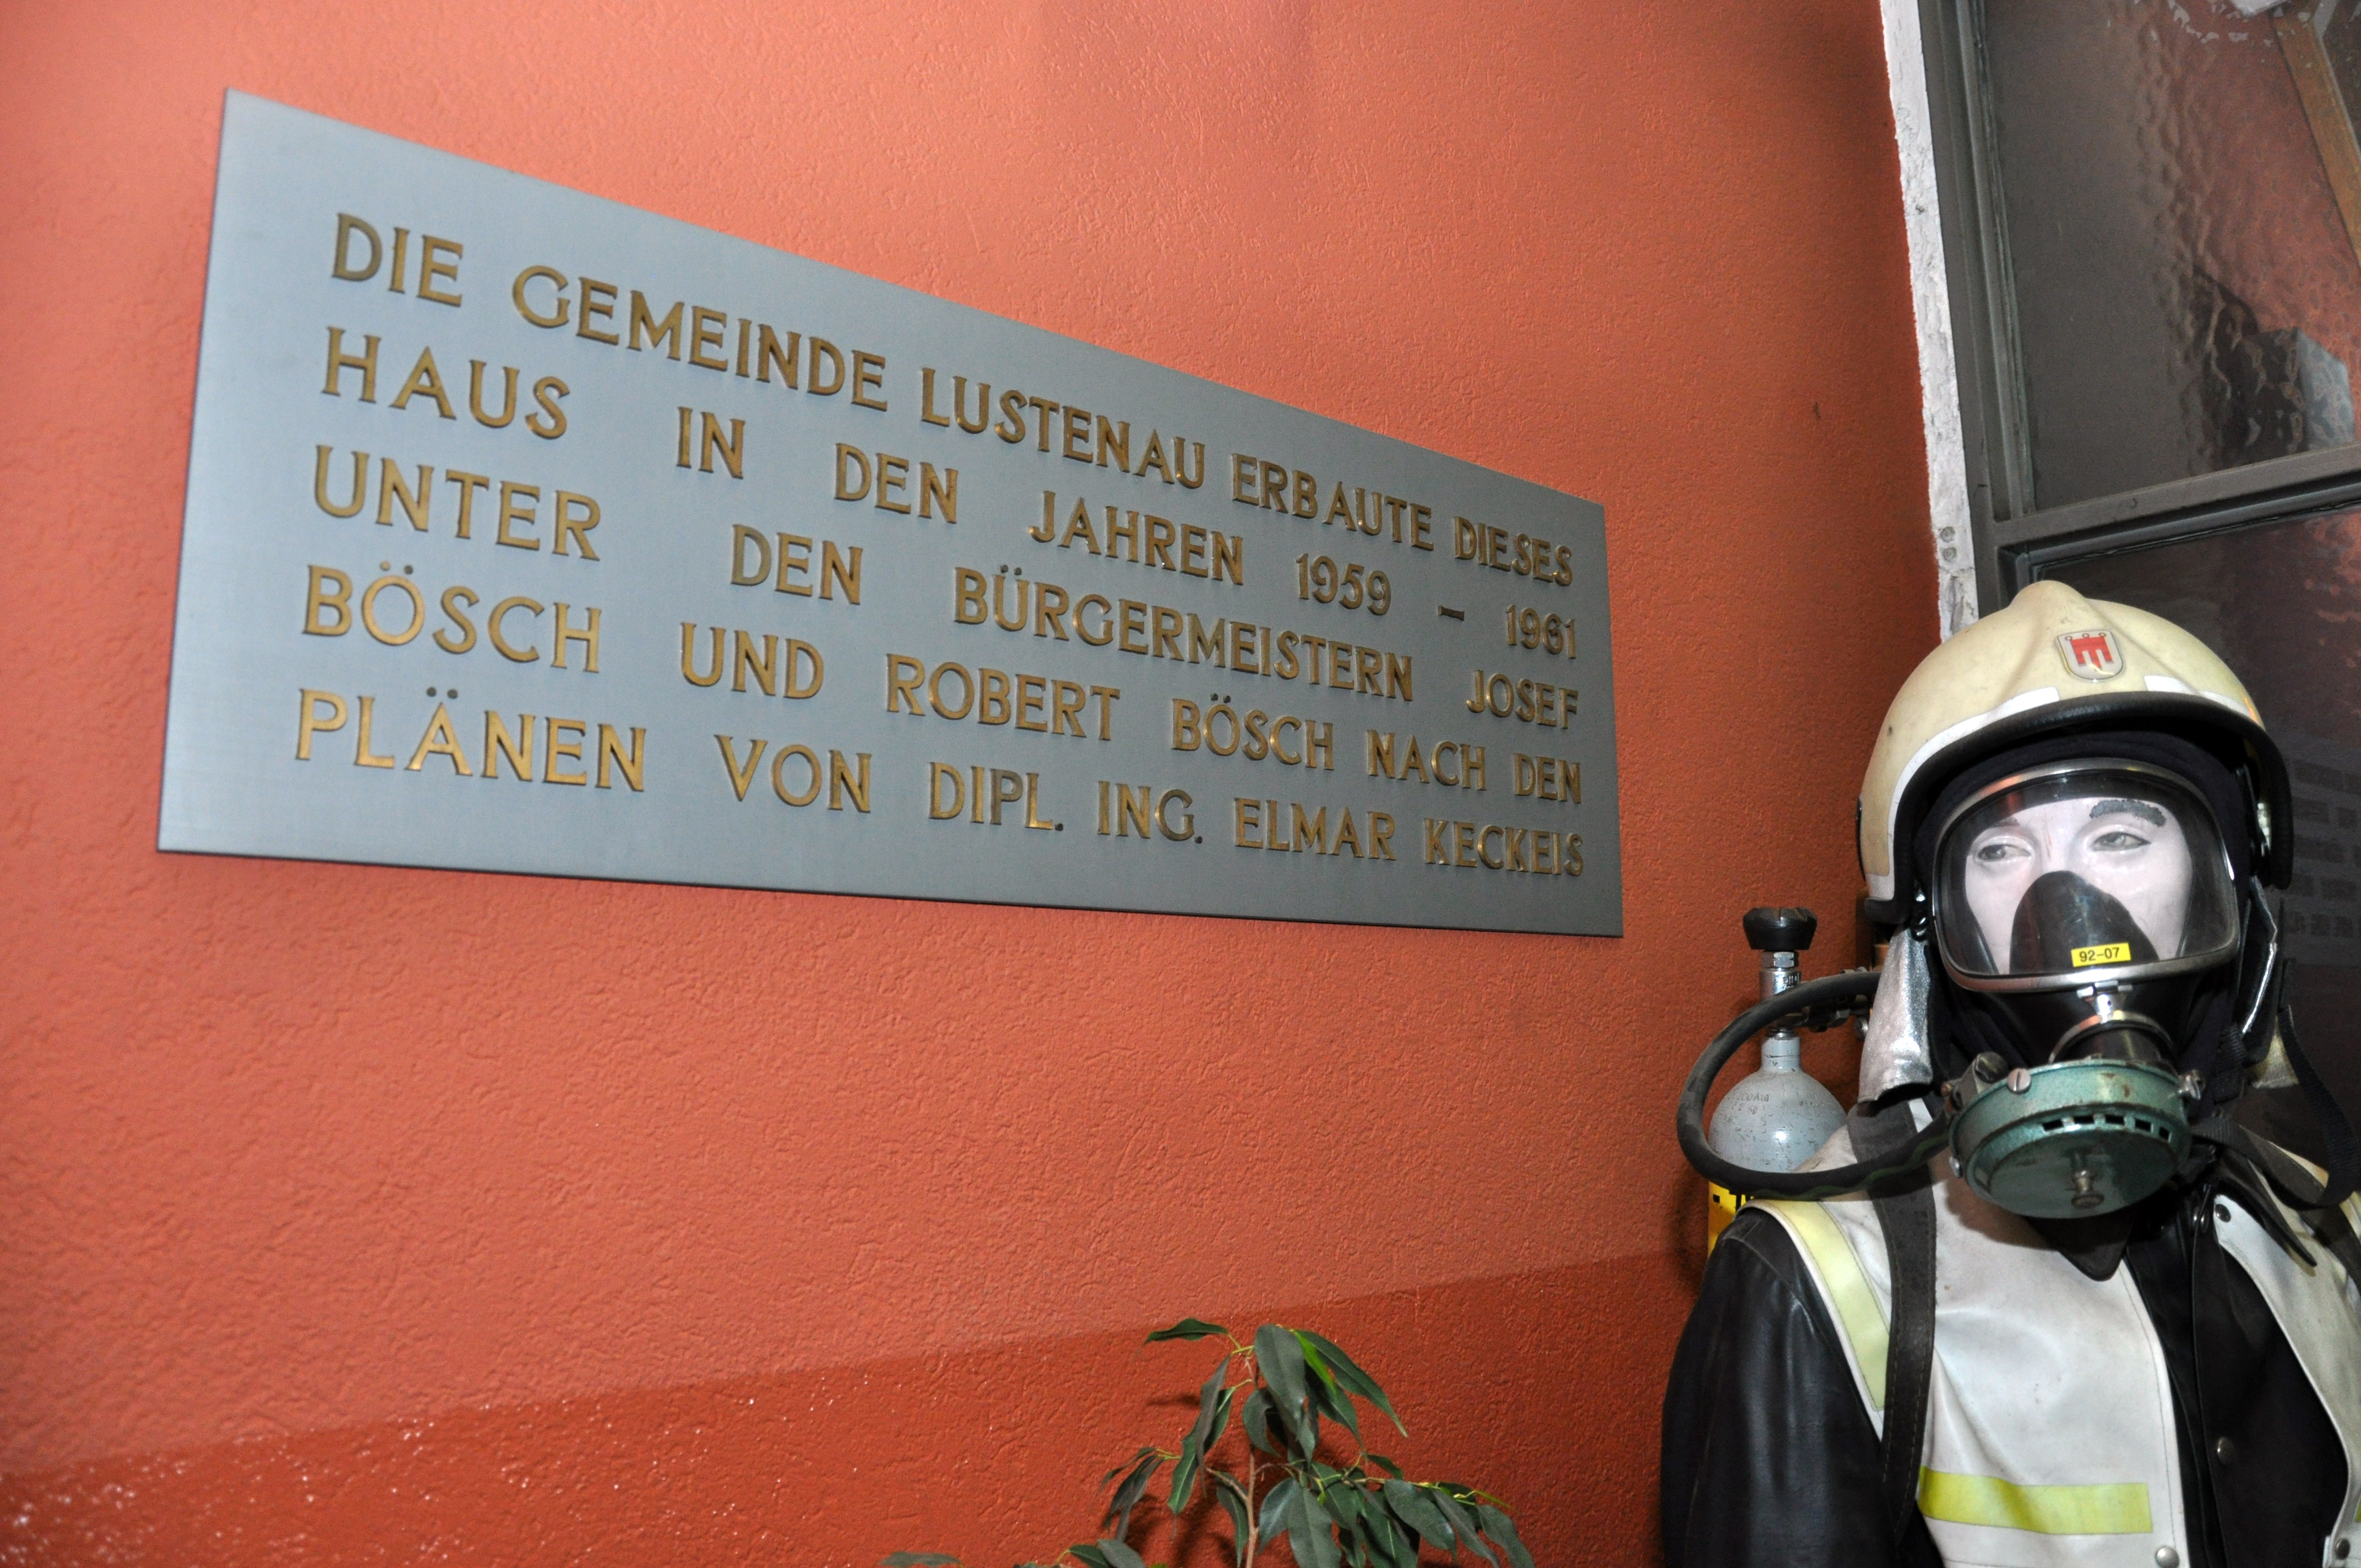 DIE GEMEINDE LUSTENAU ERBAUTE DIESES
HAUS IN DEN JAHREN 1959 – 1961
UNTER DEN BÜRGERMEISTERN JOSEF
BÖSCH UND ROBERT BÖSCH NACH DEN
PLÄNEN VON DIPL. ING. ELMAR KECKEIS
92-07